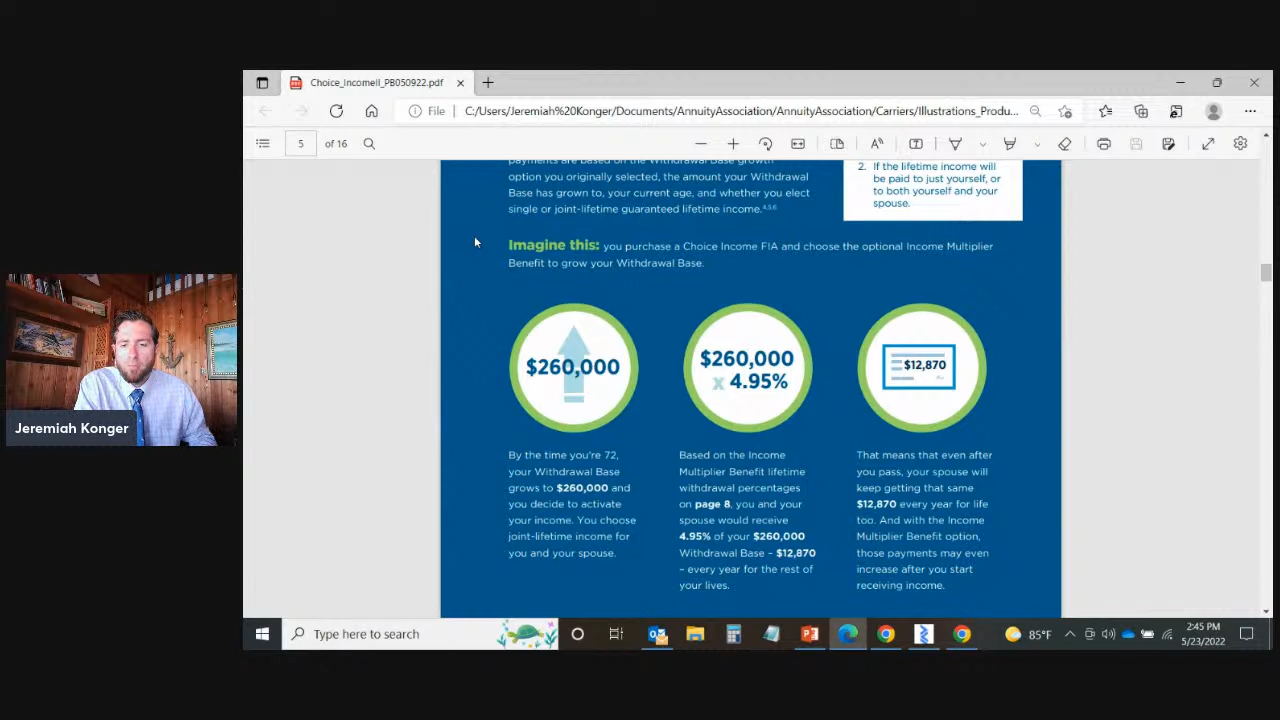 Choice_IncomeII_PB050922.pdf
File
C:/Users/Jeremiah%20Konger/Documents/AnnuityAssociation/AnnuityAssociation/Carriers/Illustrations_Produ...
5 of 16
payments are based on the Withdrawal Base growth
option you originally selected, the amount your Withdrawal
Base has grown to, your current age, and whether you elect
single or joint-lifetime guaranteed lifetime income.4,5,6
2. If the lifetime income will
be paid to just yourself, or
to both yourself and your
spouse.
Imagine this: you purchase a Choice Income FIA and choose the optional Income Multiplier
Benefit to grow your Withdrawal Base.
$260,000
$260,000
x 4.95%
$12,870
By the time you're 72,
your Withdrawal Base
grows to $260,000 and
you decide to activate
your income. You choose
joint-lifetime income for
you and your spouse.
Based on the Income
Multiplier Benefit lifetime
withdrawal percentages
on page 8, you and your
spouse would receive
4.95% of your $260,000
Withdrawal Base – $12,870
– every year for the rest of
your lives.
That means that even after
you pass, your spouse will
keep getting that same
$12,870 every year for life
too. And with the Income
Multiplier Benefit option,
those payments may even
increase after you start
receiving income.
Jeremiah Konger
Type here to search
85°F
2:45 PM
5/23/2022